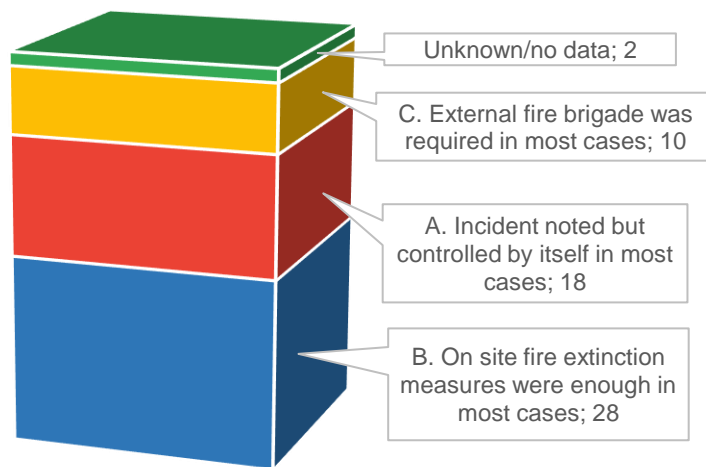 Unknown/no data; 2
C. External fire brigade was
required in most cases; 10
A. Incident noted but
controlled by itself in most
cases; 18
B. On site fire extinction
measures were enough in
most cases; 28